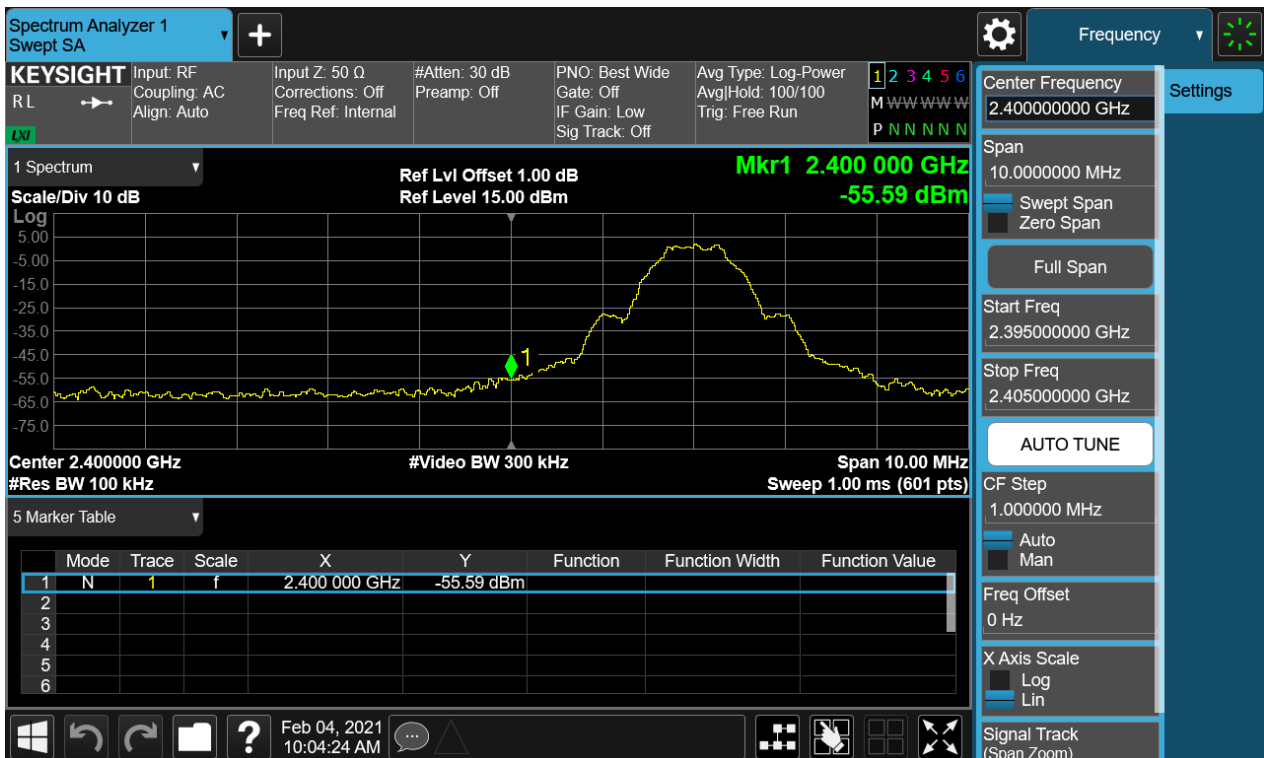 Spectrum Analyzer 1
Swept SA
Frequency
KEYSIGHT
R L
LXI
Input: RF
Coupling: AC
Align: Auto
Input Z: 50 Ω
Corrections: Off
Freq Ref: Internal
#Atten: 30 dB
Preamp: Off
PNO: Best Wide
Gate: Off
IF Gain: Low
Sig Track: Off
Avg Type: Log-Power
Avg|Hold: 100/100
Trig: Free Run
1 2 3 4 5 6
M W W W W W
P N N N N N
1 Spectrum
Scale/Div 10 dB
Ref Lvl Offset 1.00 dB
Ref Level 15.00 dBm
Mkr1 2.400 000 GHz
-55.59 dBm
Log
5.00
-5.00
-15.0
-25.0
-35.0
-45.0
-55.0
-65.0
-75.0
1
Center 2.400000 GHz
#Res BW 100 kHz
#Video BW 300 kHz
Span 10.00 MHz
Sweep 1.00 ms (601 pts)
5 Marker Table
Mode Trace Scale X Y Function Function Width Function Value
1 N 1 f 2.400 000 GHz -55.59 dBm
2
3
4
5
6
Feb 04, 2021
10:04:24 AM
Center Frequency
2.400000000 GHz
Span
10.0000000 MHz
Swept Span
Zero Span
Full Span
Start Freq
2.395000000 GHz
Stop Freq
2.405000000 GHz
AUTO TUNE
CF Step
1.000000 MHz
Auto
Man
Freq Offset
0 Hz
X Axis Scale
Log
Lin
Signal Track
(Span Zoom)
Settings